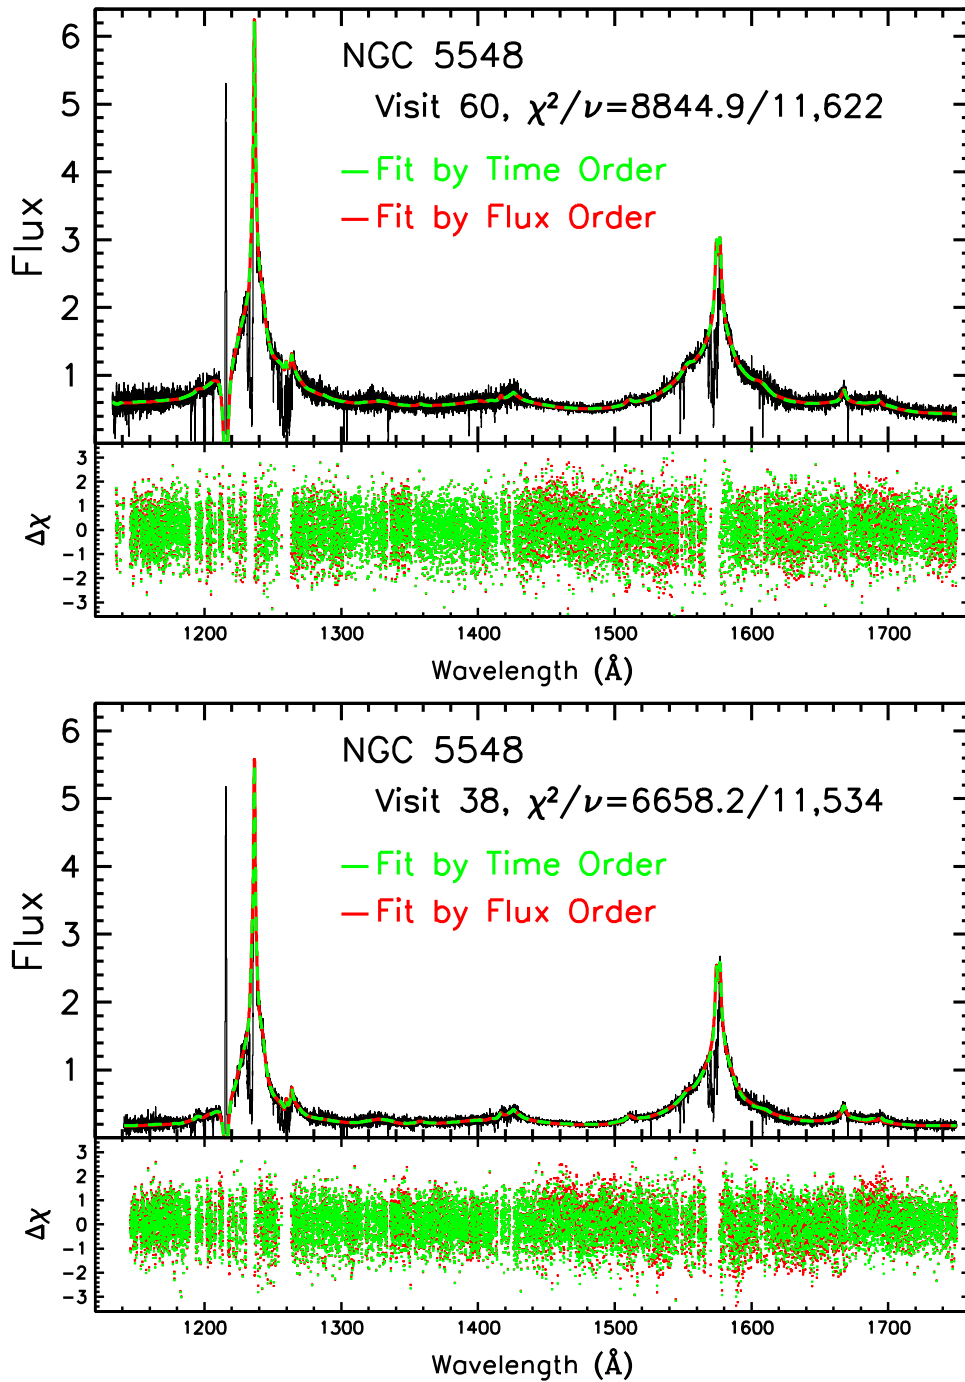 NGC 5548
Visit 60, χ²/ν=8844.9/11,622
Fit by Time Order
Fit by Flux Order
Flux
6
5
4
3
2
1
Δχ
3
2
1
0
−1
−2
−3
1200 1300 1400 1500 1600 1700
Wavelength (Å)
NGC 5548
Visit 38, χ²/ν=6658.2/11,534
Fit by Time Order
Fit by Flux Order
Flux
6
5
4
3
2
1
Δχ
3
2
1
0
−1
−2
−3
1200 1300 1400 1500 1600 1700
Wavelength (Å)